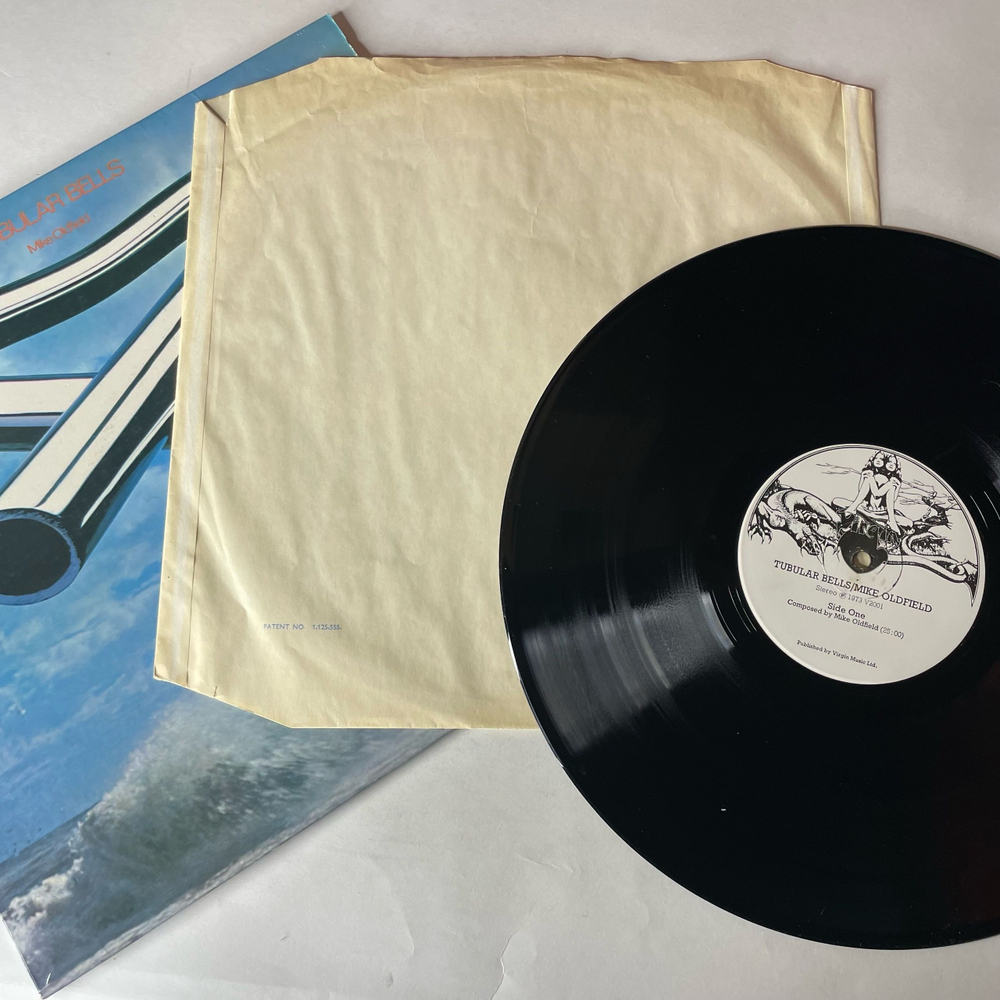 TUBULAR BELLS
Mike Oldfield
PATENT NO. 1,125,555.
Virgin
TUBULAR BELLS/MIKE OLDFIELD
Stereo ℗ 1973 V2001
Side One
Composed by Mike Oldfield (25:00)
Published by Virgin Music Ltd.